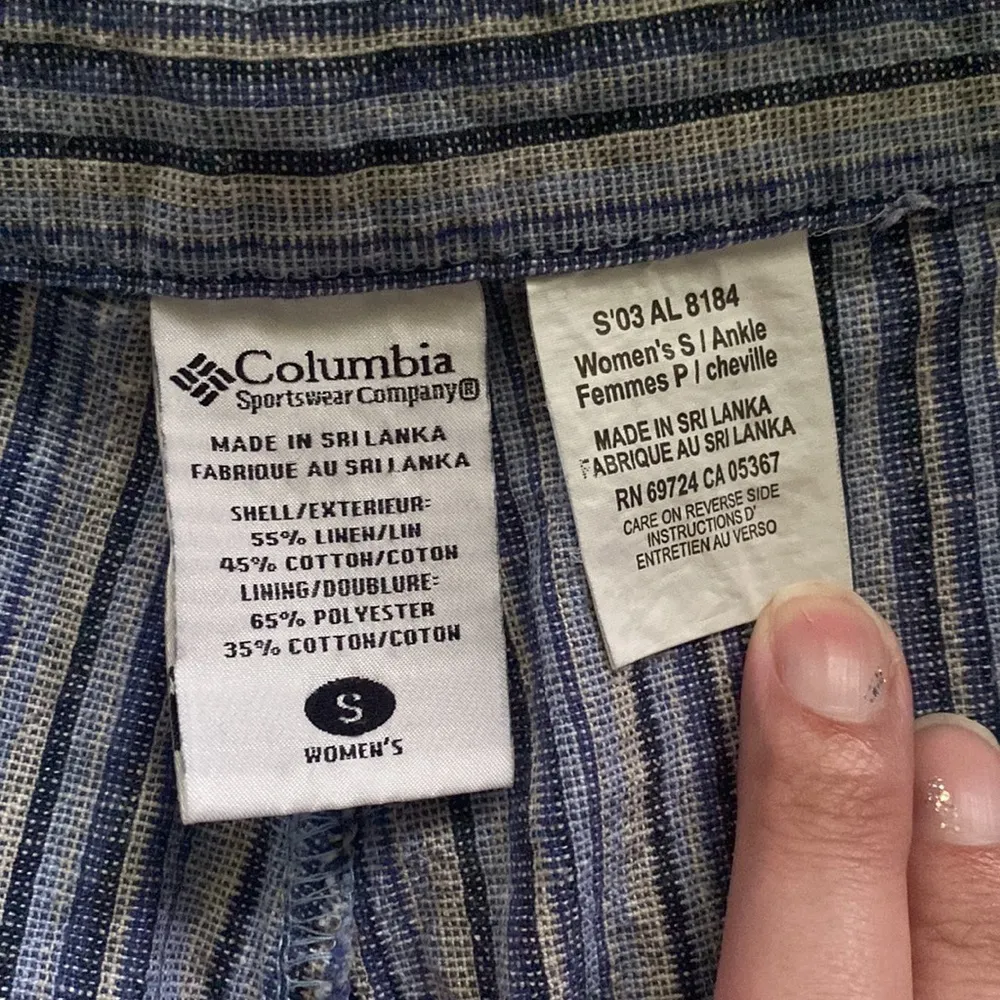 Columbia
Sportswear Company®
MADE IN SRI LANKA
FABRIQUE AU SRI LANKA
SHELL/EXTERIEUR:
55% LINEN/LIN
45% COTTON/COTON
LINING/DOUBLURE:
65% POLYESTER
35% COTTON/COTON
S
WOMEN'S
S'03 AL 8184
Women's S / Ankle
Femmes P / cheville
MADE IN SRI LANKA
FABRIQUE AU SRI LANKA
RN 69724 CA 05367
CARE ON REVERSE SIDE
INSTRUCTIONS D'
ENTRETIEN AU VERSO